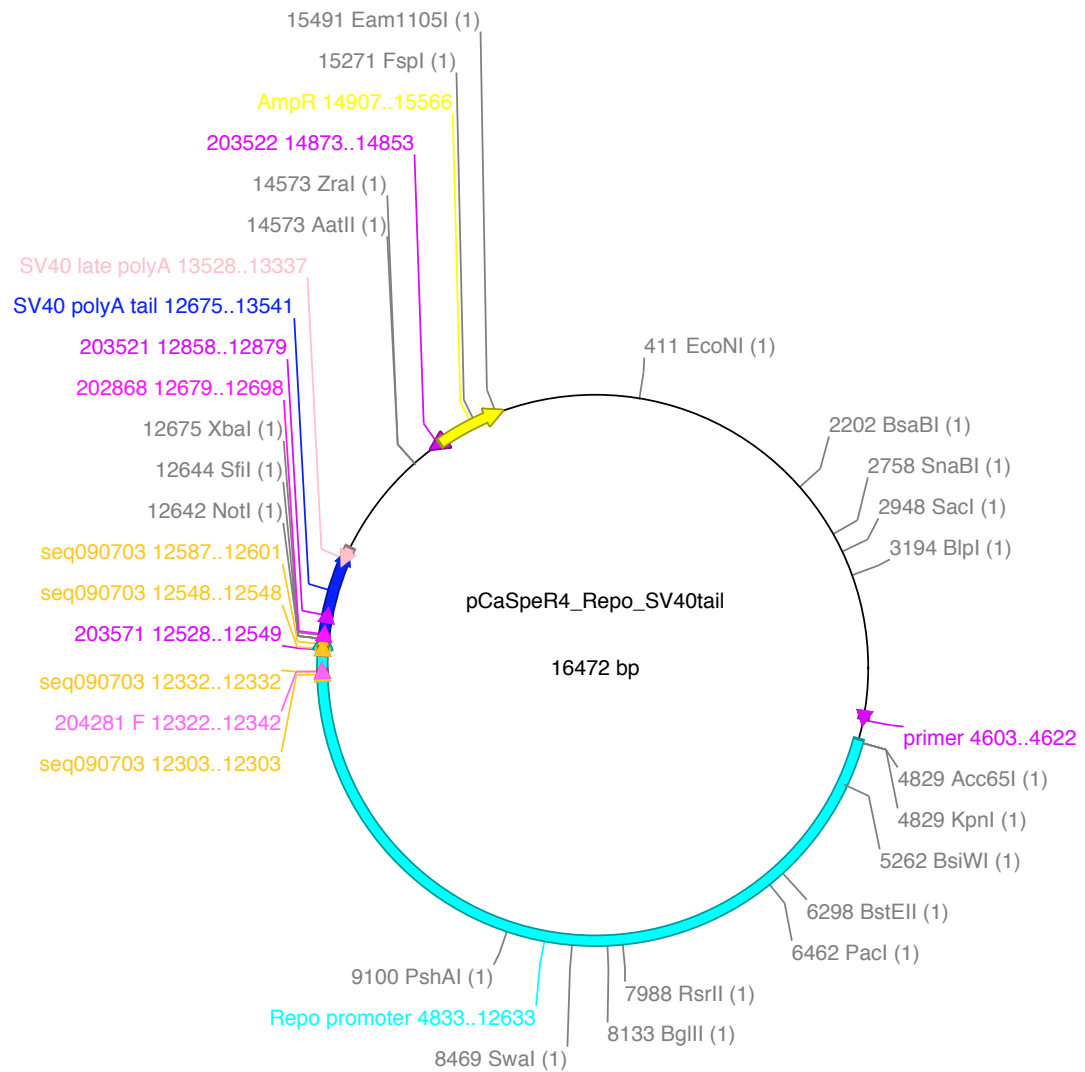 15491 Eam1105I (1)
15271 FspI (1)
AmpR 14907..15566
203522 14873..14853
14573 ZraI (1)
14573 AatII (1)
SV40 late polyA 13528..13337
SV40 polyA tail 12675..13541
203521 12858..12879
202868 12679..12698
12675 XbaI (1)
12644 SfiI (1)
12642 NotI (1)
seq090703 12587..12601
seq090703 12548..12548
203571 12528..12549
seq090703 12332..12332
204281 F 12322..12342
seq090703 12303..12303
411 EcoNI (1)
2202 BsaBI (1)
2758 SnaBI (1)
2948 SacI (1)
3194 BlpI (1)
pCaSpeR4_Repo_SV40tail
16472 bp
primer 4603..4622
4829 Acc65I (1)
4829 KpnI (1)
5262 BsiWI (1)
6298 BstEII (1)
6462 PacI (1)
7988 RsrII (1)
8133 BglII (1)
8469 SwaI (1)
Repo promoter 4833..12633
9100 PshAI (1)